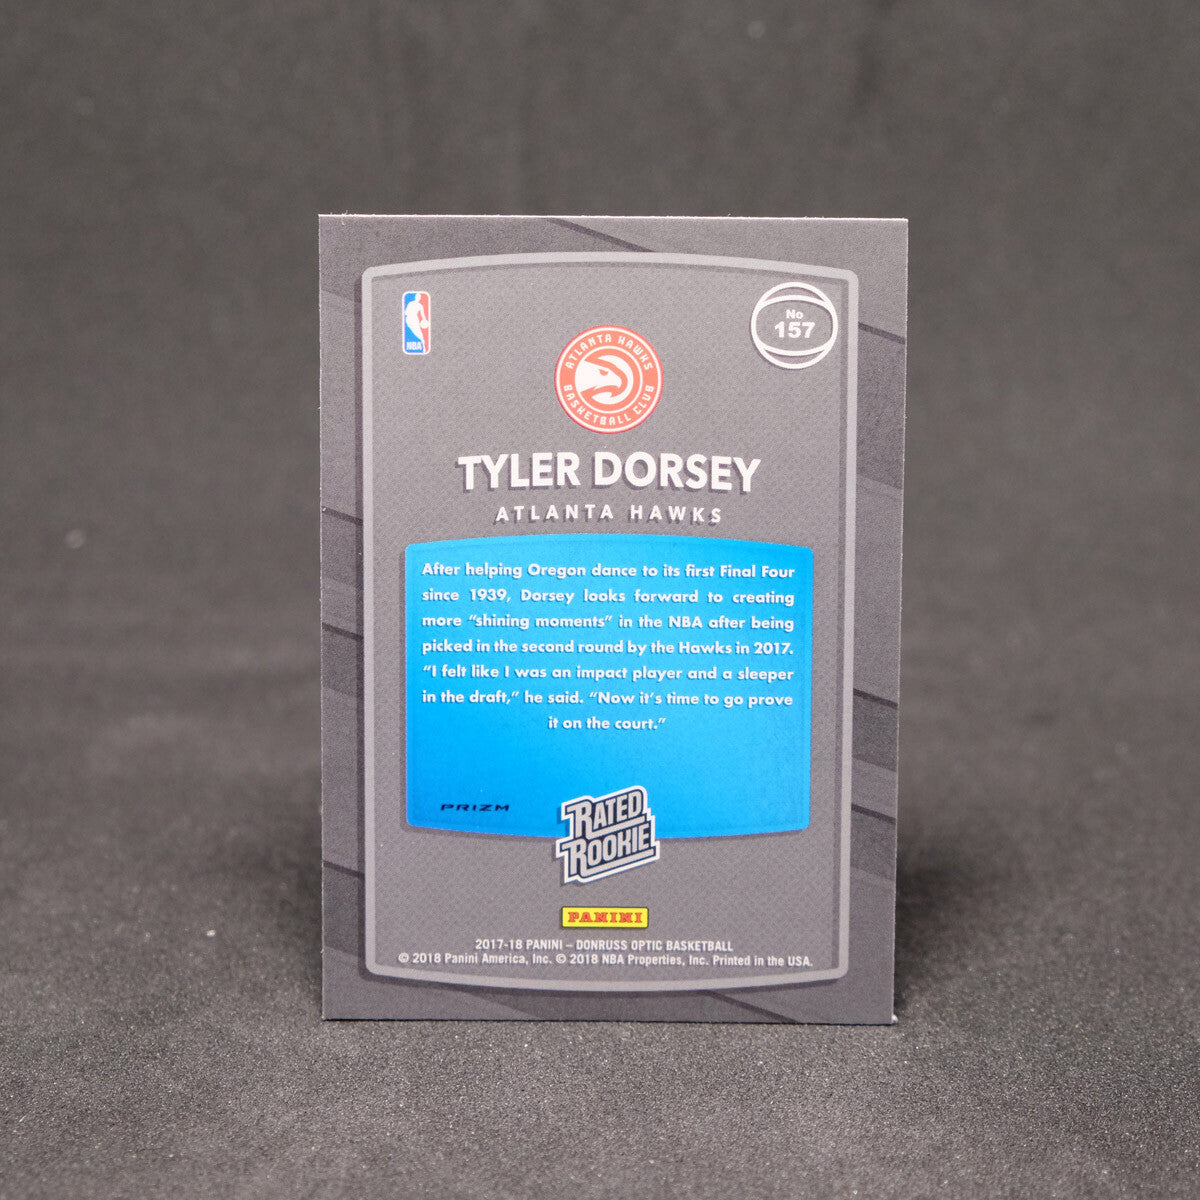 NBA
No
157
ATLANTA HAWKS
BASKETBALL CLUB
TYLER DORSEY
ATLANTA HAWKS
After helping Oregon dance to its first Final Four
since 1939, Dorsey looks forward to creating
more “shining moments” in the NBA after being
picked in the second round by the Hawks in 2017.
“I felt like I was an impact player and a sleeper
in the draft,” he said. “Now it’s time to go prove
it on the court.”
PRIZM
RATED
ROOKIE
PANINI
2017-18 PANINI – DONRUSS OPTIC BASKETBALL
© 2018 Panini America, Inc. © 2018 NBA Properties, Inc. Printed in the USA.